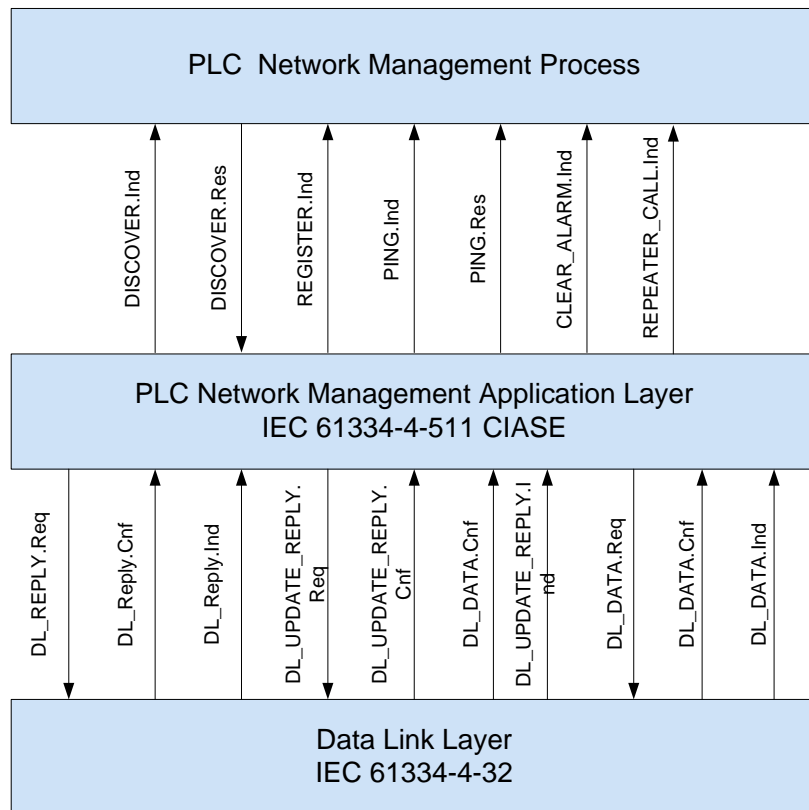 PLC  Network Management Process
DISCOVER.Ind
DISCOVER.Res
REGISTER.Ind
PING.Ind
PING.Res
CLEAR_ALARM.Ind
REPEATER_CALL.Ind
PLC Network Management Application Layer
IEC 61334-4-511 CIASE
DL_REPLY.Req
DL_Reply.Cnf
DL_Reply.Ind
DL_UPDATE_REPLY.
Req
DL_UPDATE_REPLY.
Cnf
DL_DATA.Cnf
DL_UPDATE_REPLY.I
nd
DL_DATA.Req
DL_DATA.Cnf
DL_DATA.Ind
Data Link Layer
IEC 61334-4-32